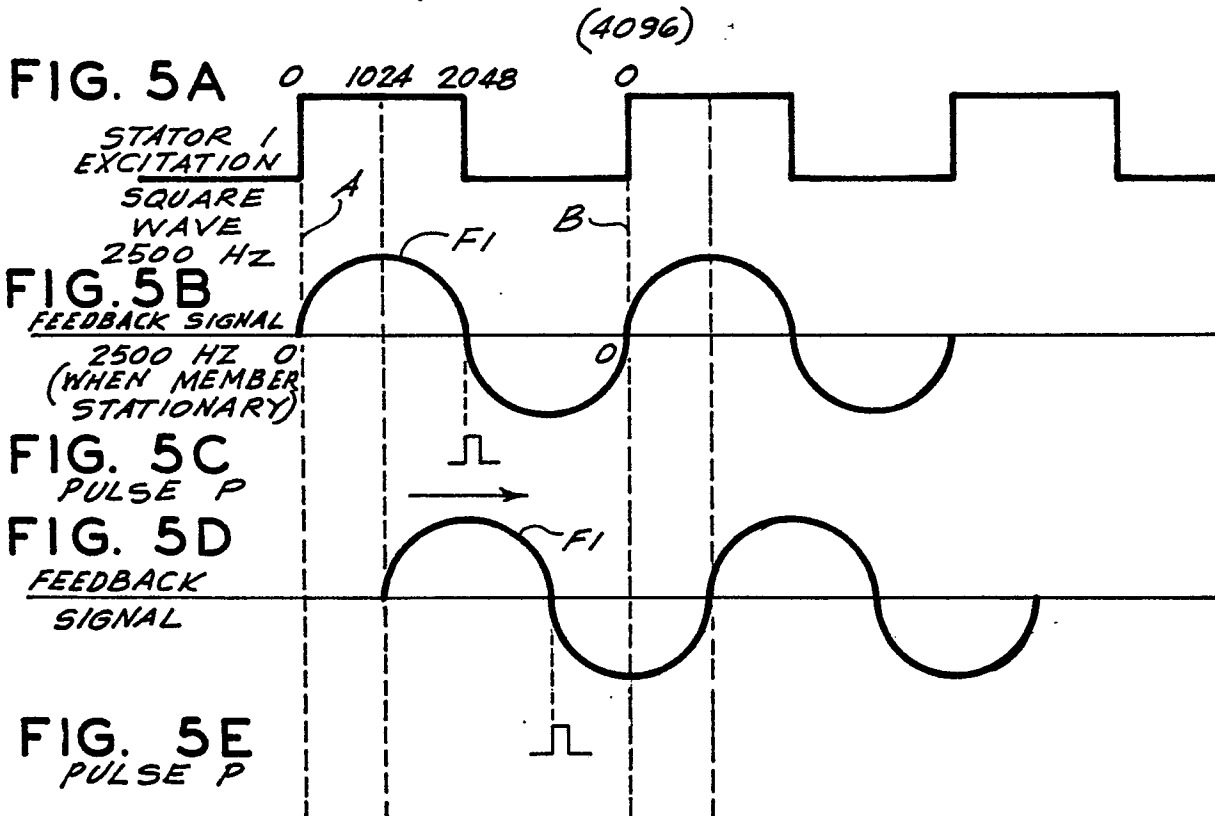 (4096)
FIG. 5A
0 1024 2048 0
STATOR 1
EXCITATION
SQUARE
WAVE
2500 HZ
A
B
F1
FIG. 5B
FEEDBACK SIGNAL
2500 HZ 0 0
(WHEN MEMBER
STATIONARY)
FIG. 5C
PULSE P
FIG. 5D
F1
FEEDBACK
SIGNAL
FIG. 5E
PULSE P